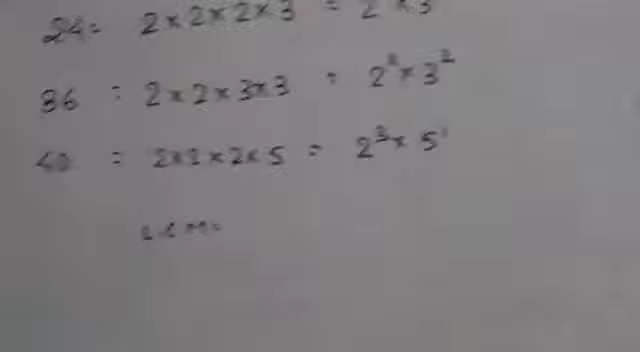 24= 2×2×2×3 = 2 × 3
36 = 2×2×3×3 = 2² × 3²
40 = 2×2×2×5 = 2³ × 5¹
L.C.M=